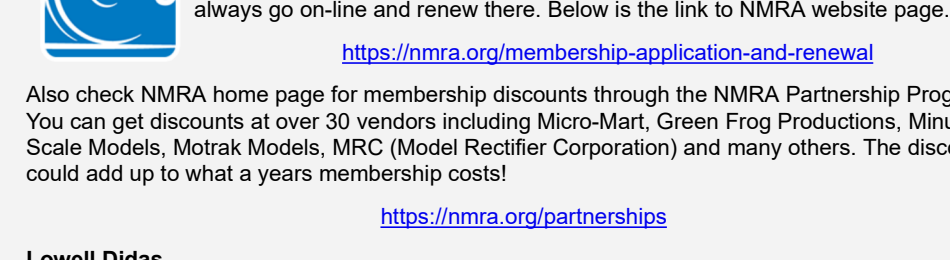 always go on-line and renew there. Below is the link to NMRA website page.
https://nmra.org/membership-application-and-renewal
Also check NMRA home page for membership discounts through the NMRA Partnership Prog
You can get discounts at over 30 vendors including Micro-Mart, Green Frog Productions, Minu
Scale Models, Motrak Models, MRC (Model Rectifier Corporation) and many others. The disco
could add up to what a years membership costs!
https://nmra.org/partnerships
Lowell Didas